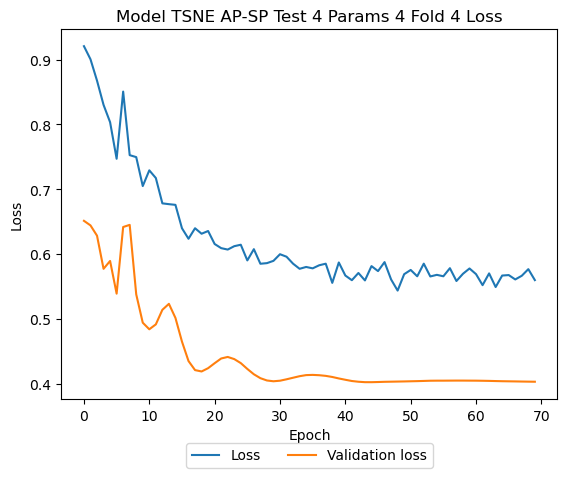 Model TSNE AP-SP Test 4 Params 4 Fold 4 Loss
0.9
0.8
0.7
0.6
0.5
0.4
Loss
0 10 20 30 40 50 60 70
Epoch
Loss Validation loss